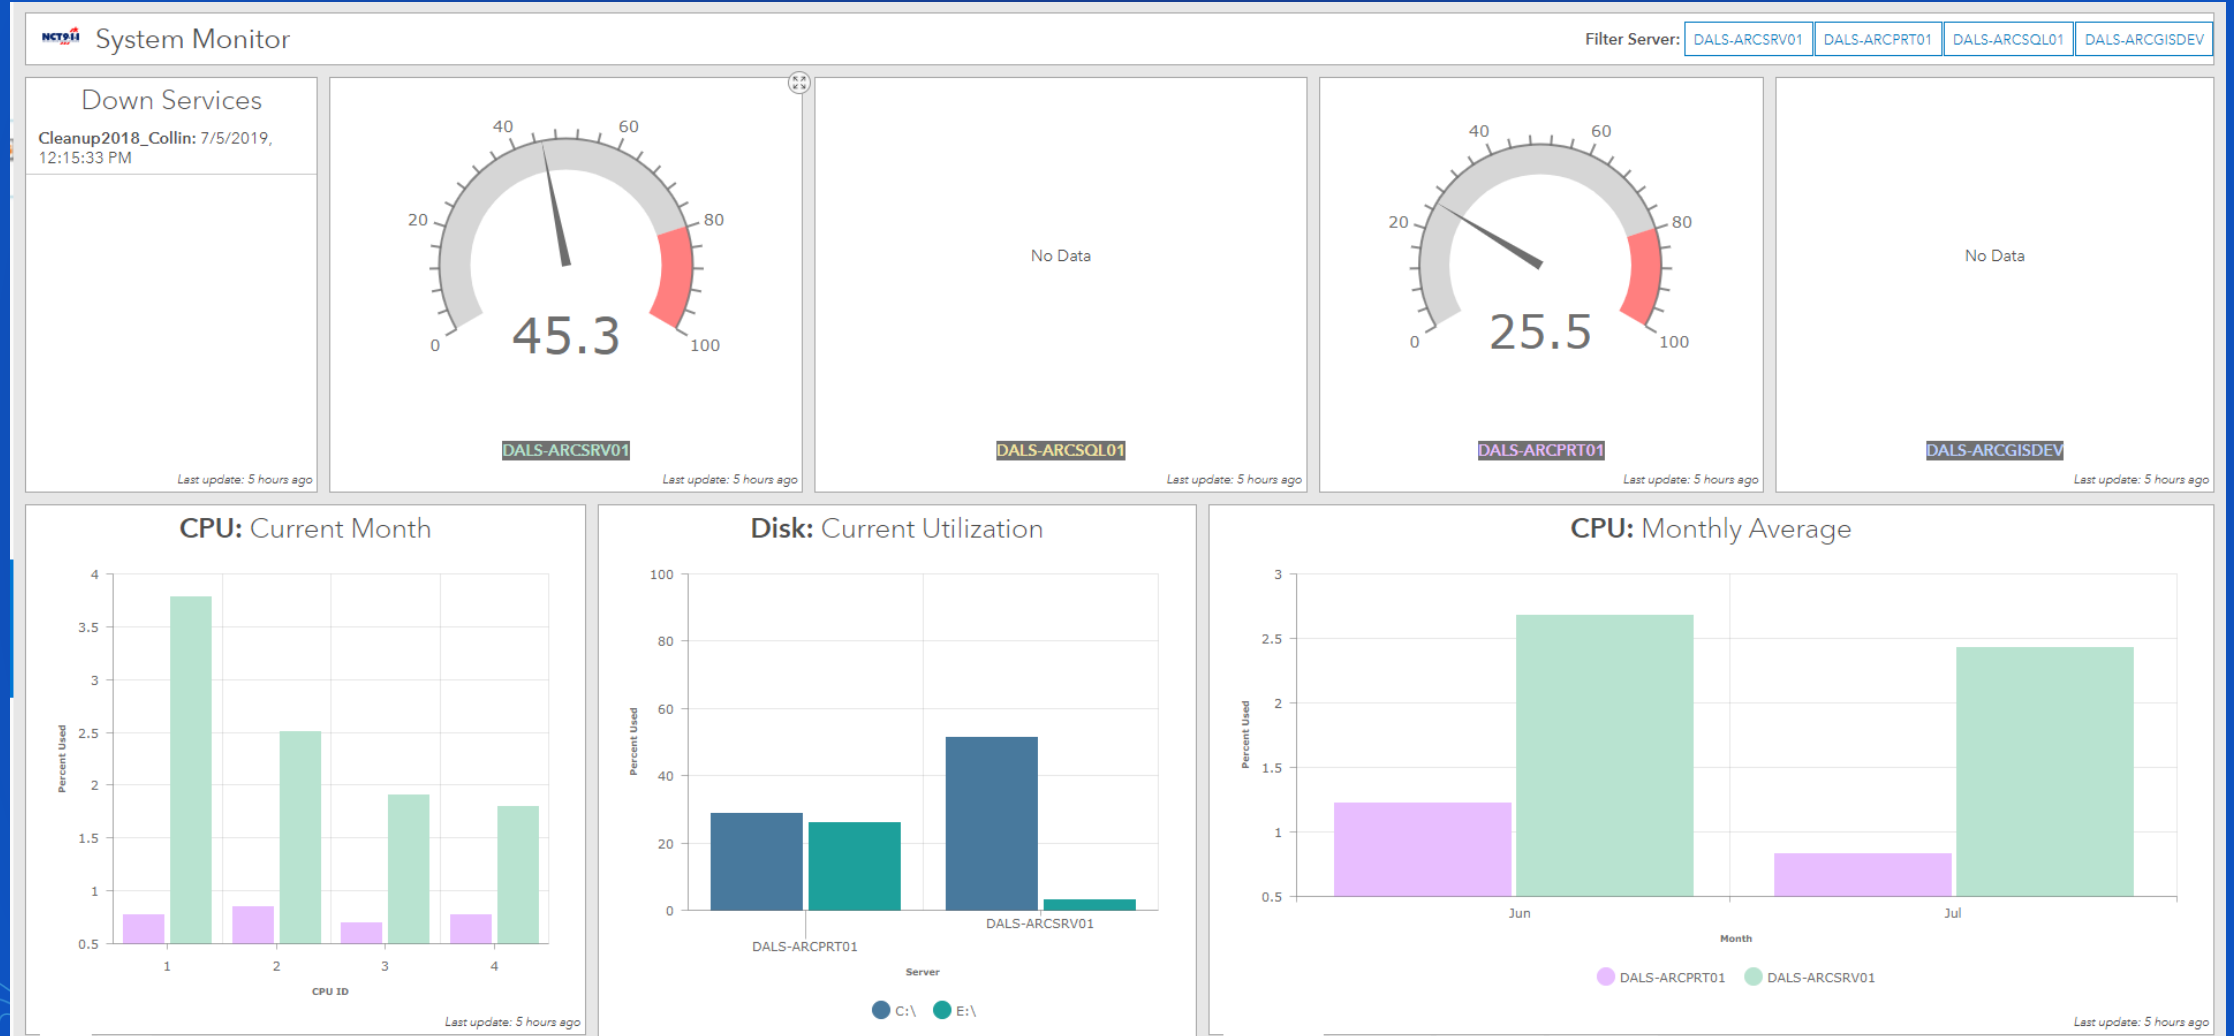 NCT911
System Monitor
Filter Server: DALS-ARCSRV01 DALS-ARCPRT01 DALS-ARCSQL01 DALS-ARCGISDEV
Down Services
Cleanup2018_Collin: 7/5/2019,
12:15:33 PM
Last update: 5 hours ago
0
20
40
60
80
100
45.3
DALS-ARCSRV01
Last update: 5 hours ago
No Data
DALS-ARCSQL01
Last update: 5 hours ago
0
20
40
60
80
100
25.5
DALS-ARCPRT01
Last update: 5 hours ago
No Data
DALS-ARCGISDEV
Last update: 5 hours ago
CPU: Current Month
Percent Used
4
3.5
3
2.5
2
1.5
1
0.5
1 2 3 4
CPU ID
Last update: 5 hours ago
Disk: Current Utilization
Percent Used
100
80
60
40
20
0
DALS-ARCPRT01
DALS-ARCSRV01
Server
C:\ E:\
CPU: Monthly Average
Percent Used
3
2.5
2
1.5
1
0.5
Jun Jul
Month
DALS-ARCPRT01 DALS-ARCSRV01
Last update: 5 hours ago